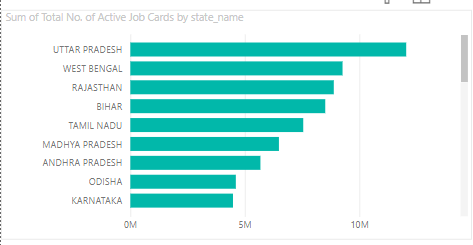 Sum of Total No. of Active Job Cards by state_name
UTTAR PRADESH
WEST BENGAL
RAJASTHAN
BIHAR
TAMIL NADU
MADHYA PRADESH
ANDHRA PRADESH
ODISHA
KARNATAKA
0M 5M 10M